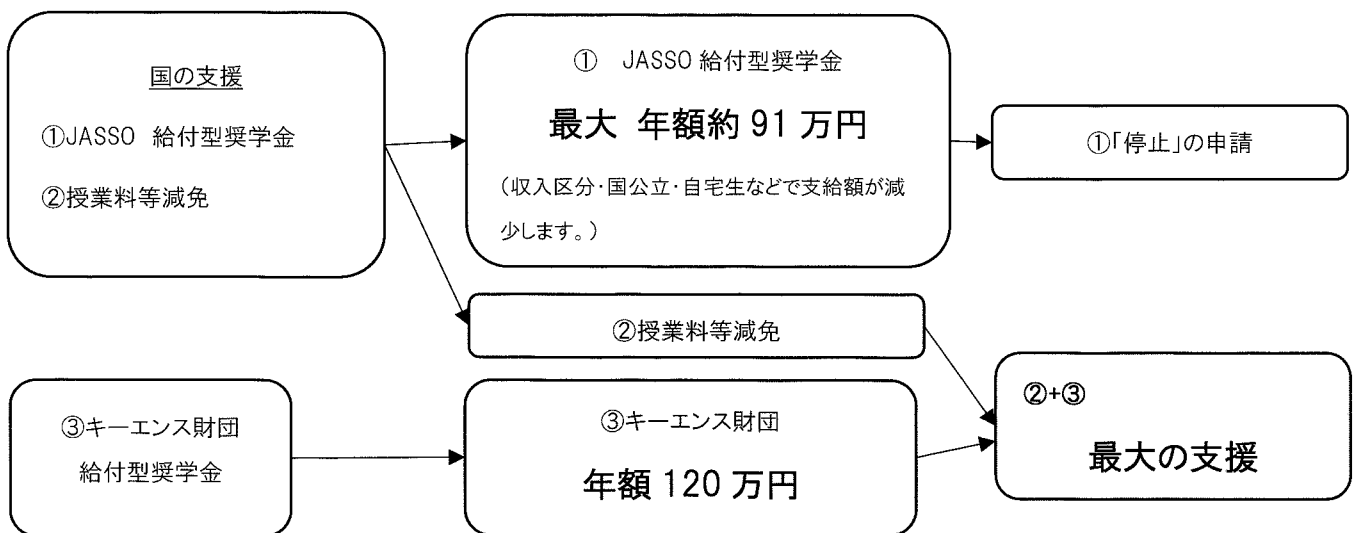 国の支援
①JASSO 給付型奨学金
②授業料等減免
① JASSO 給付型奨学金
最大 年額約 91 万円
（収入区分・国公立・自宅生などで支給額が減
少します。）
①「停止」の申請
②授業料等減免
③キーエンス財団
給付型奨学金
③キーエンス財団
年額 120 万円
②+③
最大の支援